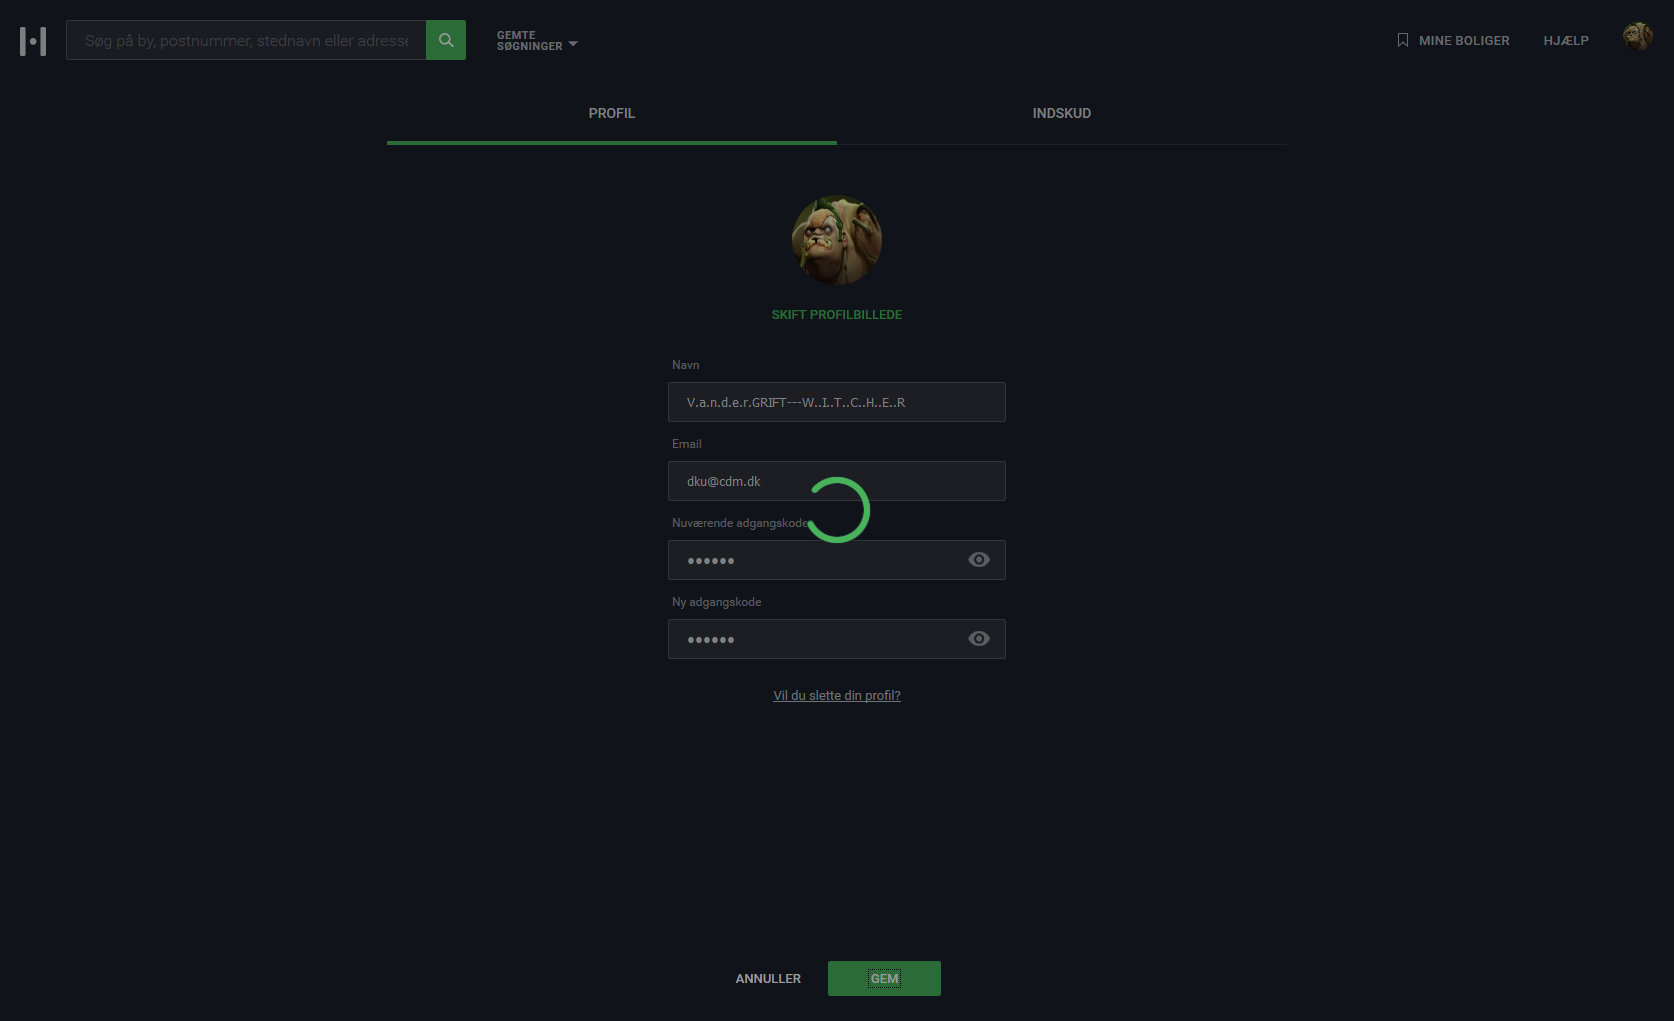 Søg på by, postnummer, stednavn eller adresse
GEMTE
SØGNINGER
MINE BOLIGER
HJÆLP
PROFIL
INDSKUD
SKIFT PROFILBILLEDE
Navn
V.a.n.d.e.r.GRIFT---W..I..T..C..H..E..R
Email
dku@cdm.dk
Nuværende adgangskode
••••••
Ny adgangskode
••••••
Vil du slette din profil?
ANNULLER
GEM